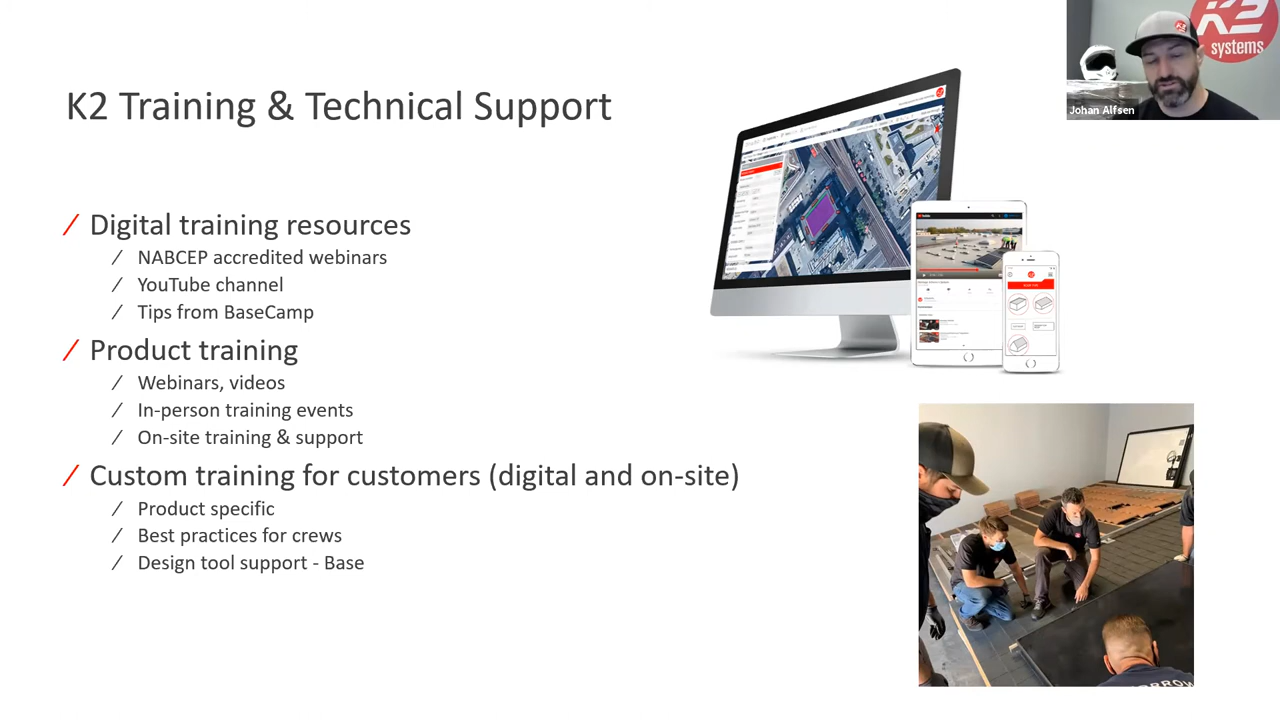 K2 Training & Technical Support
K2
systems
Johan Alfsen
/ Digital training resources
/ NABCEP accredited webinars
/ YouTube channel
/ Tips from BaseCamp
/ Product training
/ Webinars, videos
/ In-person training events
/ On-site training & support
/ Custom training for customers (digital and on-site)
/ Product specific
/ Best practices for crews
/ Design tool support - Base